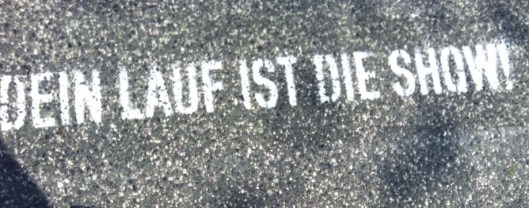 DEIN LAUF IST DIE SHOW!